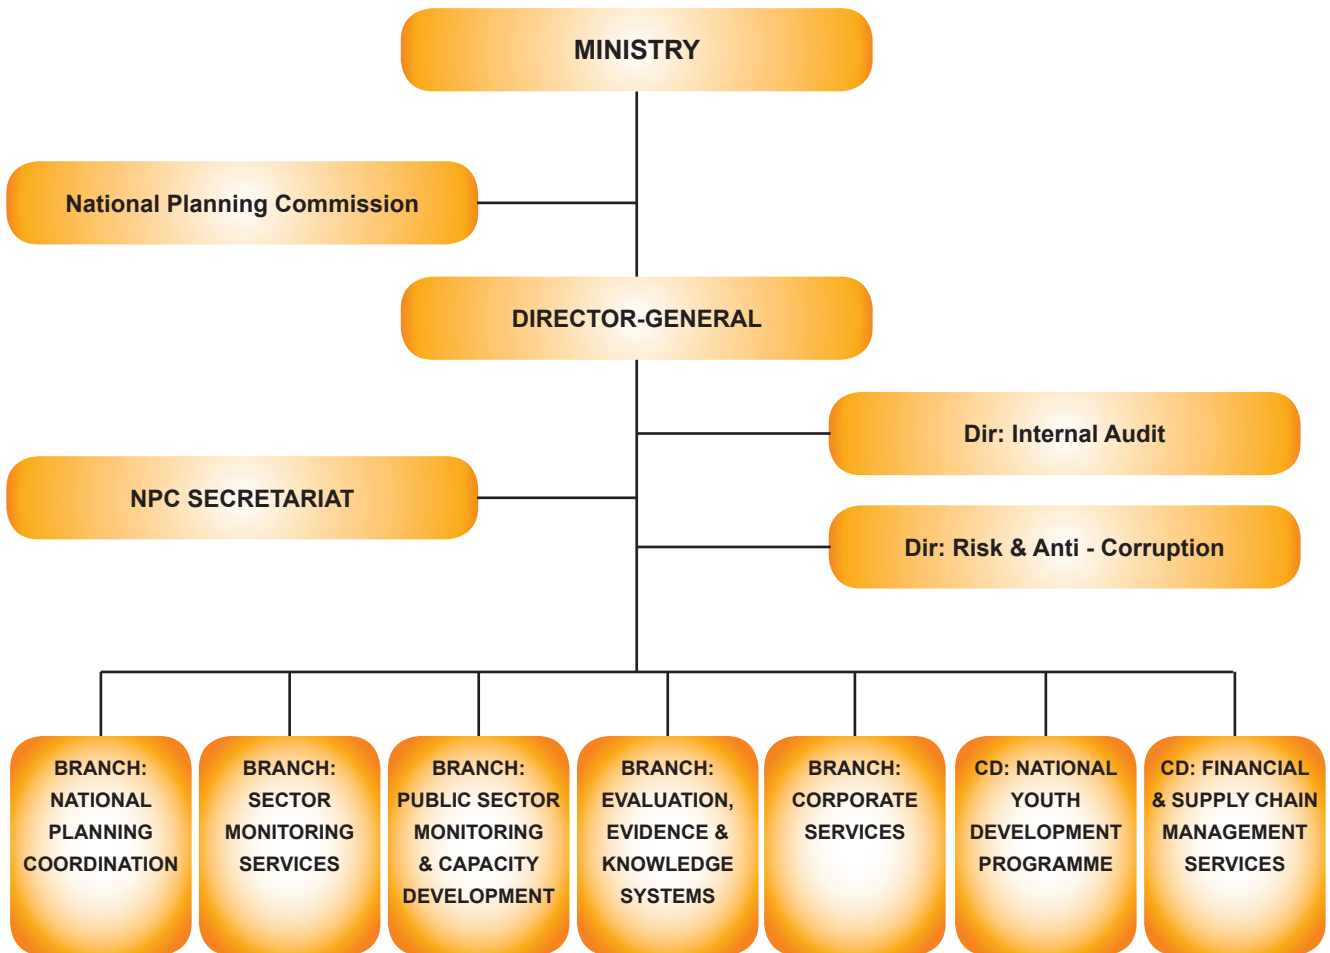 MINISTRY
National Planning Commission
DIRECTOR-GENERAL
Dir: Internal Audit
NPC SECRETARIAT
Dir: Risk & Anti - Corruption
BRANCH:
NATIONAL
PLANNING
COORDINATION
BRANCH:
SECTOR
MONITORING
SERVICES
BRANCH:
PUBLIC SECTOR
MONITORING
& CAPACITY
DEVELOPMENT
BRANCH:
EVALUATION,
EVIDENCE &
KNOWLEDGE
SYSTEMS
BRANCH:
CORPORATE
SERVICES
CD: NATIONAL
YOUTH
DEVELOPMENT
PROGRAMME
CD: FINANCIAL
& SUPPLY CHAIN
MANAGEMENT
SERVICES